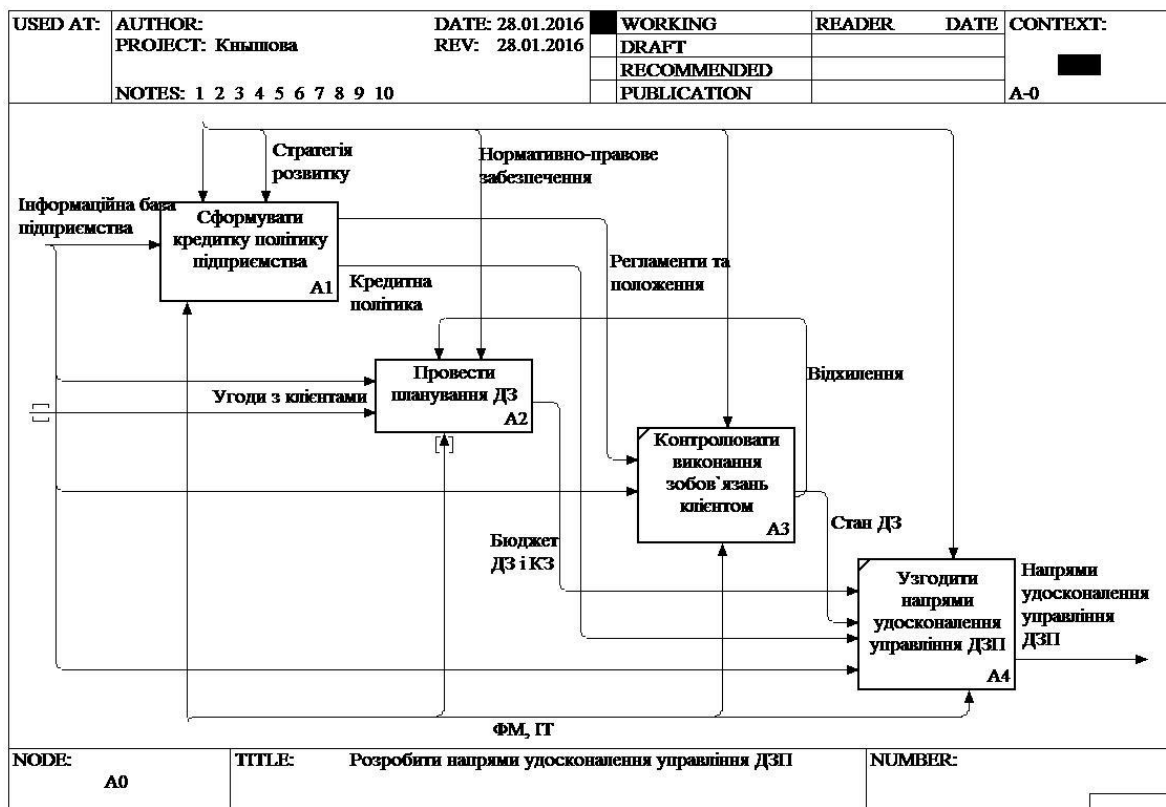 USED AT:
AUTHOR:
DATE: 28.01.2016
PROJECT: Кнышова
REV: 28.01.2016
NOTES: 1 2 3 4 5 6 7 8 9 10
WORKING
DRAFT
RECOMMENDED
PUBLICATION
READER
DATE
CONTEXT:
A-0
Стратегія
розвитку
Нормативно-правове
забезпечення
Інформаційна база
підприємства
Сформувати
кредитку політику
підприємства
A1
Регламенти та
положення
Кредитна
політика
Провести
планування ДЗ
A2
Відхилення
Угоди з клієнтами
Контролювати
виконання
зобов`язань
клієнтом
A3
Стан ДЗ
Бюджет
ДЗ і КЗ
Узгодити
напрями
удосконалення
управління ДЗП
A4
Напрями
удосконалення
управління
ДЗП
ФМ, ІТ
NODE:
A0
TITLE:
Розробити напрями удосконалення управління ДЗП
NUMBER: